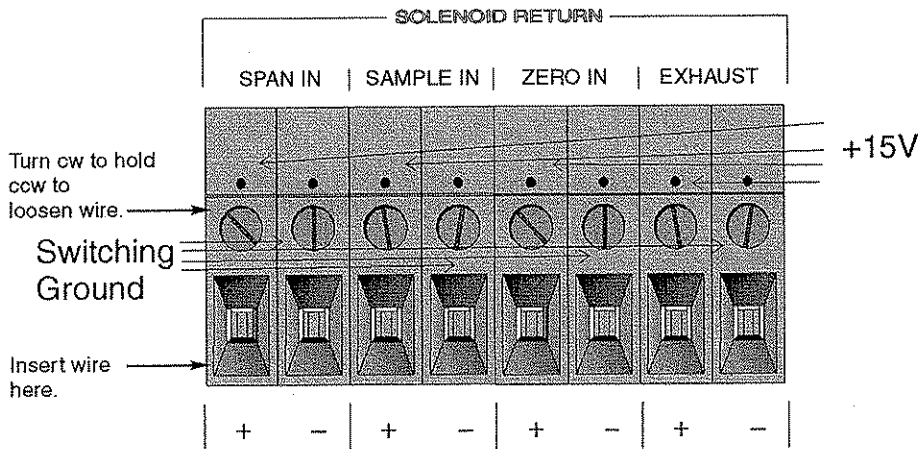 SOLENOID RETURN
SPAN IN | SAMPLE IN | ZERO IN | EXHAUST
+15V
Turn cw to hold
ccw to
loosen wire.
Switching
Ground
Insert wire
here.
+ − + − + − + −